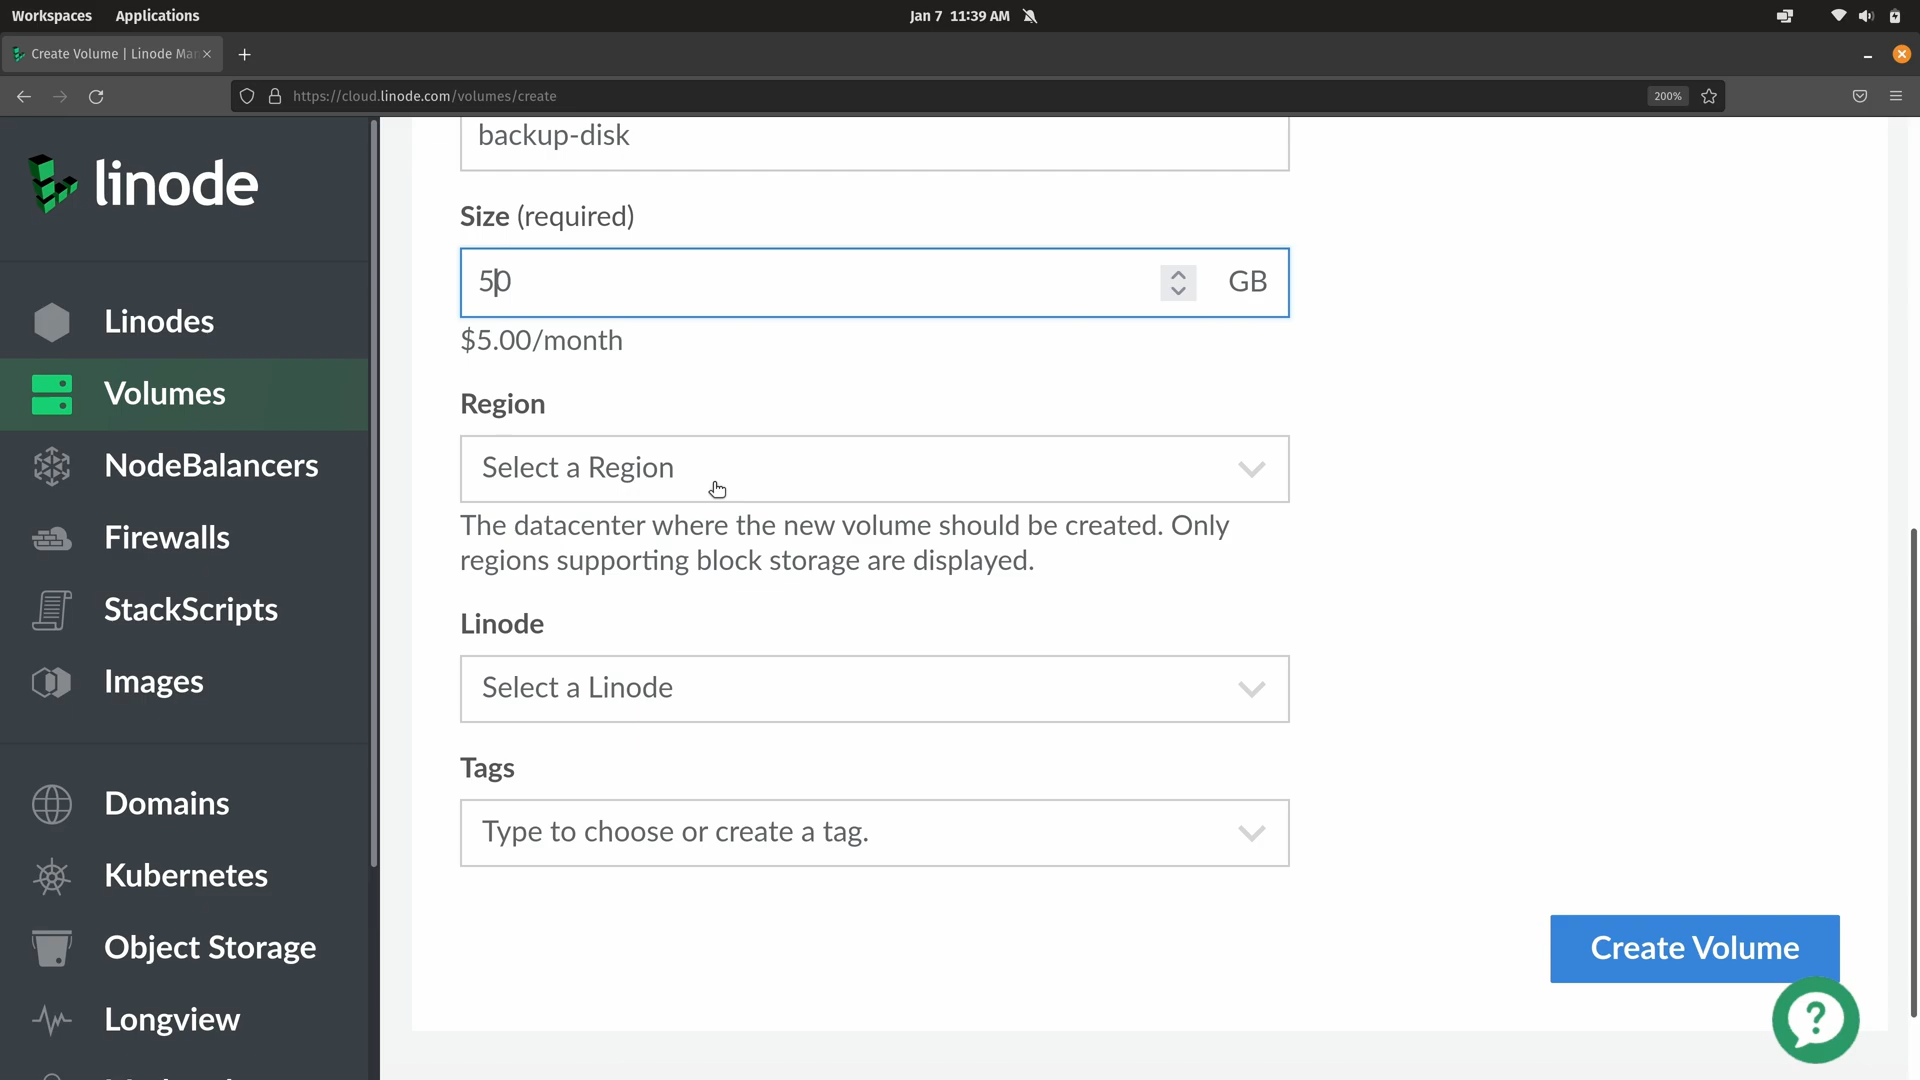 Workspaces Applications Jan 7 11:39 AM
Create Volume | Linode Ma
https://cloud.linode.com/volumes/create 200%
linode
Linodes
Volumes
NodeBalancers
Firewalls
StackScripts
Images
Domains
Kubernetes
Object Storage
Longview
backup-disk
Size (required)
50 GB
$5.00/month
Region
Select a Region
The datacenter where the new volume should be created. Only
regions supporting block storage are displayed.
Linode
Select a Linode
Tags
Type to choose or create a tag.
Create Volume
?